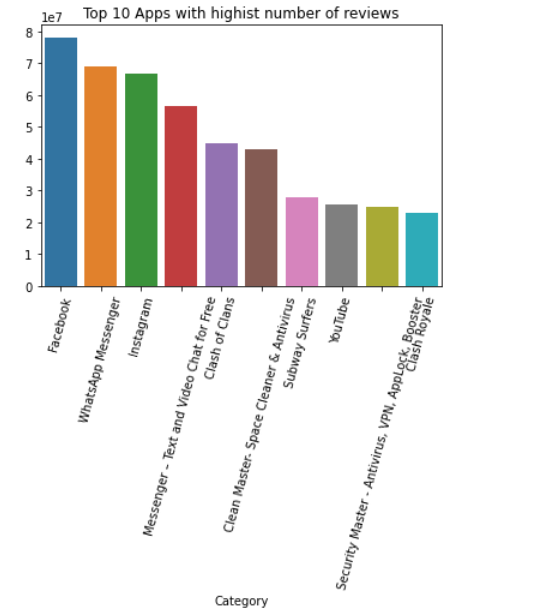 Top 10 Apps with highist number of reviews
1e7
8
7
6
5
4
3
2
1
0
Facebook
WhatsApp Messenger
Instagram
Messenger – Text and Video Chat for Free
Clash of Clans
Clean Master- Space Cleaner & Antivirus
Subway Surfers
YouTube
Security Master - Antivirus, VPN, AppLock, Booster
Clash Royale
Category